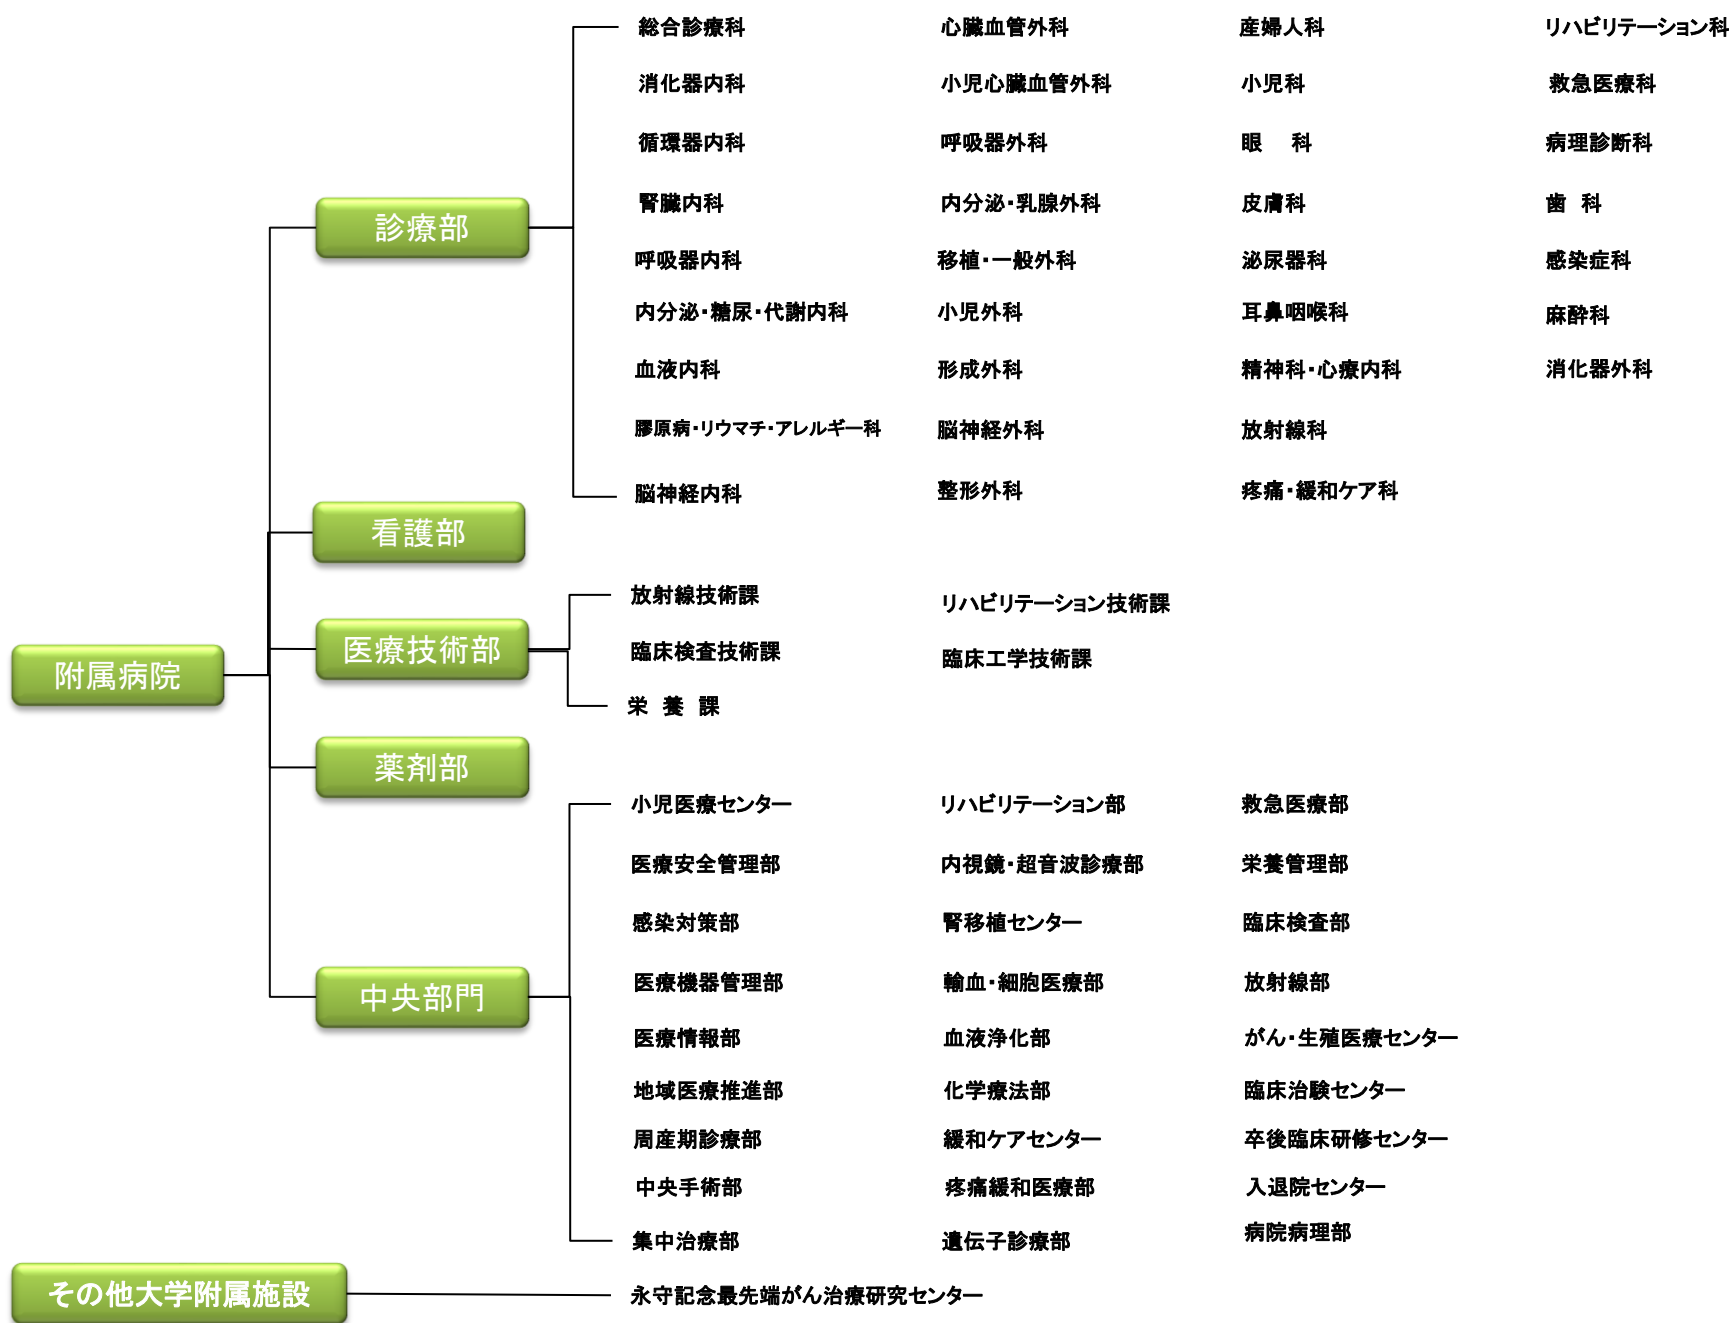 総合診療科 心臓血管外科 産婦人科 リハビリテーション科
消化器内科 小児心臓血管外科 小児科 救急医療科
循環器内科 呼吸器外科 眼 科 病理診断科
診療部 腎臓内科 内分泌・乳腺外科 皮膚科 歯 科
呼吸器内科 移植・一般外科 泌尿器科 感染症科
内分泌・糖尿・代謝内科 小児外科 耳鼻咽喉科 麻酔科
血液内科 形成外科 精神科・心療内科 消化器外科
膠原病・リウマチ・アレルギー科 脳神経外科 放射線科
脳神経内科 整形外科 疼痛・緩和ケア科
看護部
放射線技術課 リハビリテーション技術課
附属病院 医療技術部 臨床検査技術課 臨床工学技術課
栄 養 課
薬剤部
小児医療センター リハビリテーション部 救急医療部
医療安全管理部 内視鏡・超音波診療部 栄養管理部
感染対策部 腎移植センター 臨床検査部
中央部門 医療機器管理部 輸血・細胞医療部 放射線部
医療情報部 血液浄化部 がん・生殖医療センター
地域医療推進部 化学療法部 臨床治験センター
周産期診療部 緩和ケアセンター 卒後臨床研修センター
中央手術部 疼痛緩和医療部 入退院センター
集中治療部 遺伝子診療部 病院病理部
その他大学附属施設 永守記念最先端がん治療研究センター